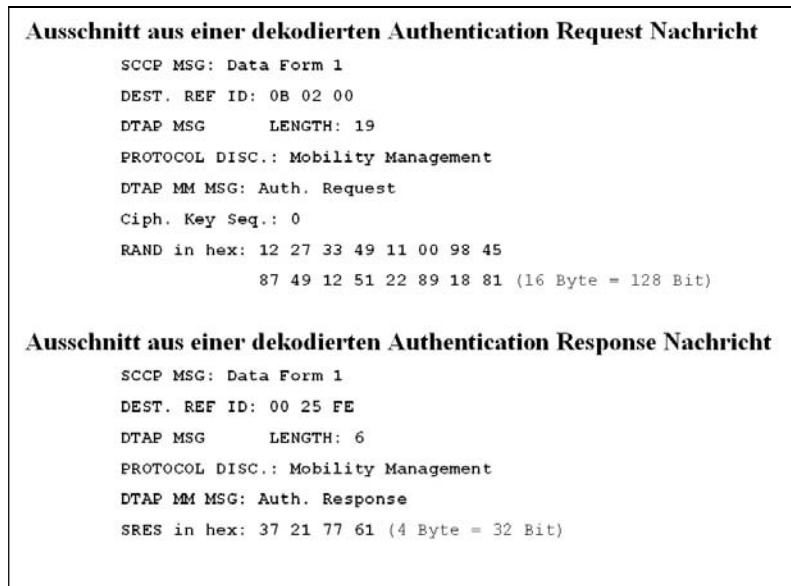 Ausschnitt aus einer dekodierten Authentication Request Nachricht
SCCP MSG: Data Form 1
DEST. REF ID: 0B 02 00
DTAP MSG LENGTH: 19
PROTOCOL DISC.: Mobility Management
DTAP MM MSG: Auth. Request
Ciph. Key Seq.: 0
RAND in hex: 12 27 33 49 11 00 98 45
87 49 12 51 22 89 18 81 (16 Byte = 128 Bit)
Ausschnitt aus einer dekodierten Authentication Response Nachricht
SCCP MSG: Data Form 1
DEST. REF ID: 00 25 FE
DTAP MSG LENGTH: 6
PROTOCOL DISC.: Mobility Management
DTAP MM MSG: Auth. Response
SRES in hex: 37 21 77 61 (4 Byte = 32 Bit)